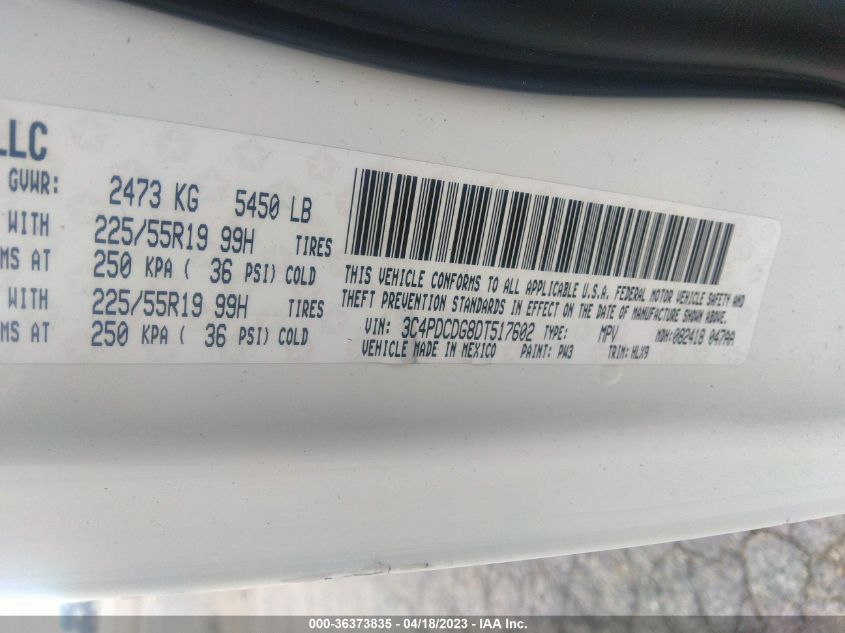 LLC
GVWR: 2473 KG 5450 LB
WITH 225/55R19 99H TIRES
MS AT 250 KPA ( 36 PSI) COLD
WITH 225/55R19 99H TIRES
MS AT 250 KPA ( 36 PSI) COLD
THIS VEHICLE CONFORMS TO ALL APPLICABLE U.S.A. FEDERAL MOTOR VEHICLE SAFETY AND
THEFT PREVENTION STANDARDS IN EFFECT ON THE DATE OF MANUFACTURE SHOWN ABOVE.
VIN: 3C4PDCDG8DT517602 TYPE: MPV MDH: 082418 047AA
VEHICLE MADE IN MEXICO PAINT: PW3 TRIM: HLX9
000-36373835 - 04/18/2023 - IAA Inc.